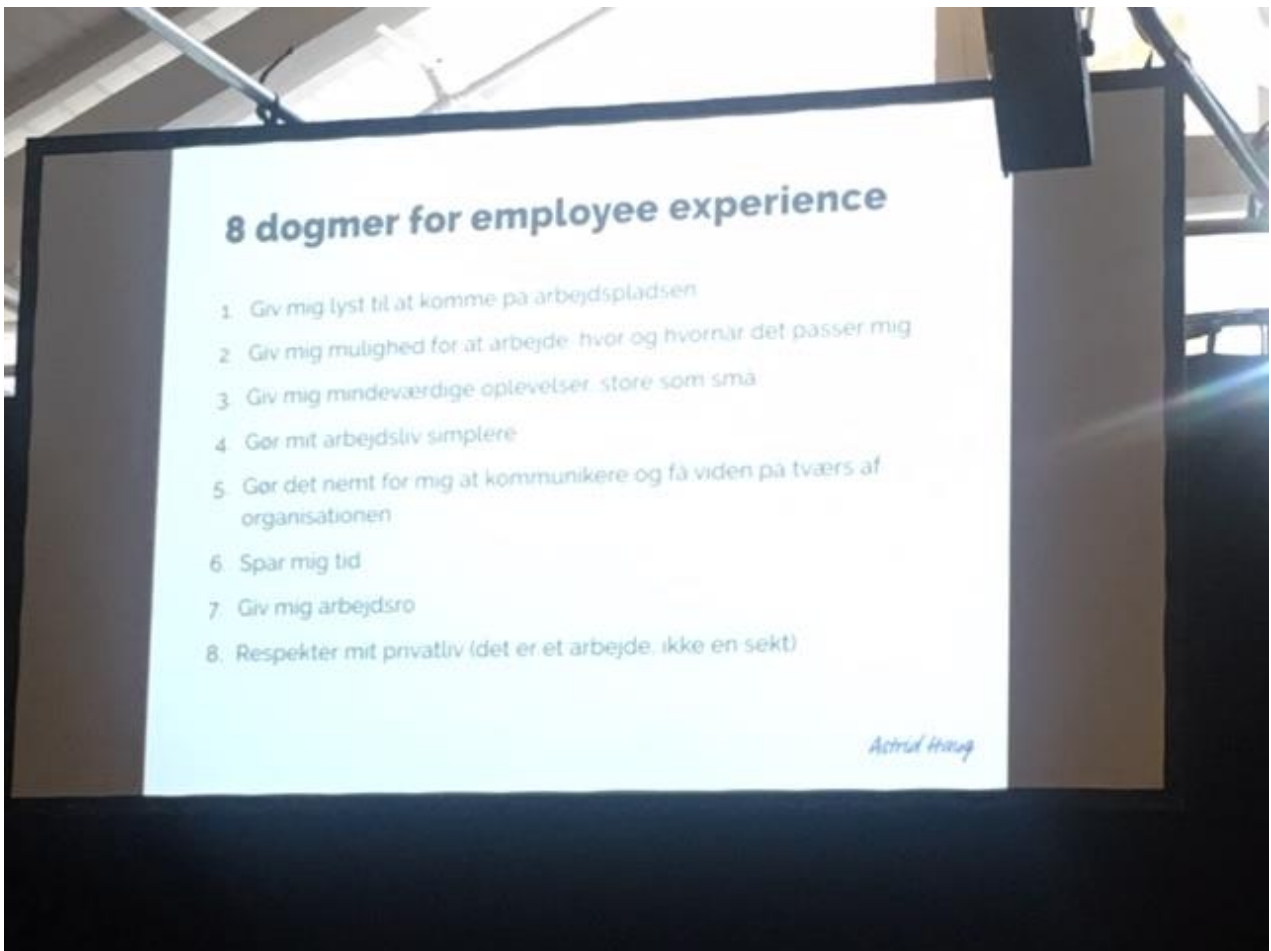 8 dogmer for employee experience
1. Giv mig lyst til at komme på arbejdspladsen
2. Giv mig mulighed for at arbejde, hvor og hvornår det passer mig
3. Giv mig mindeværdige oplevelser, store som små
4. Gør mit arbejdsliv simplere
5. Gør det nemt for mig at kommunikere og få viden på tværs af
organisationen
6. Spar mig tid
7. Giv mig arbejdsro
8. Respekter mit privatliv (det er et arbejde, ikke en sekt)
Astrid Haug